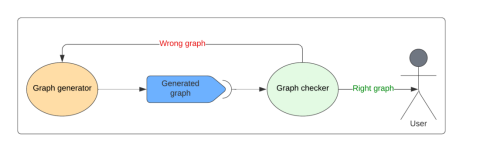 Wrong graph
Graph generator
Generated
graph
Graph checker
Right graph
User